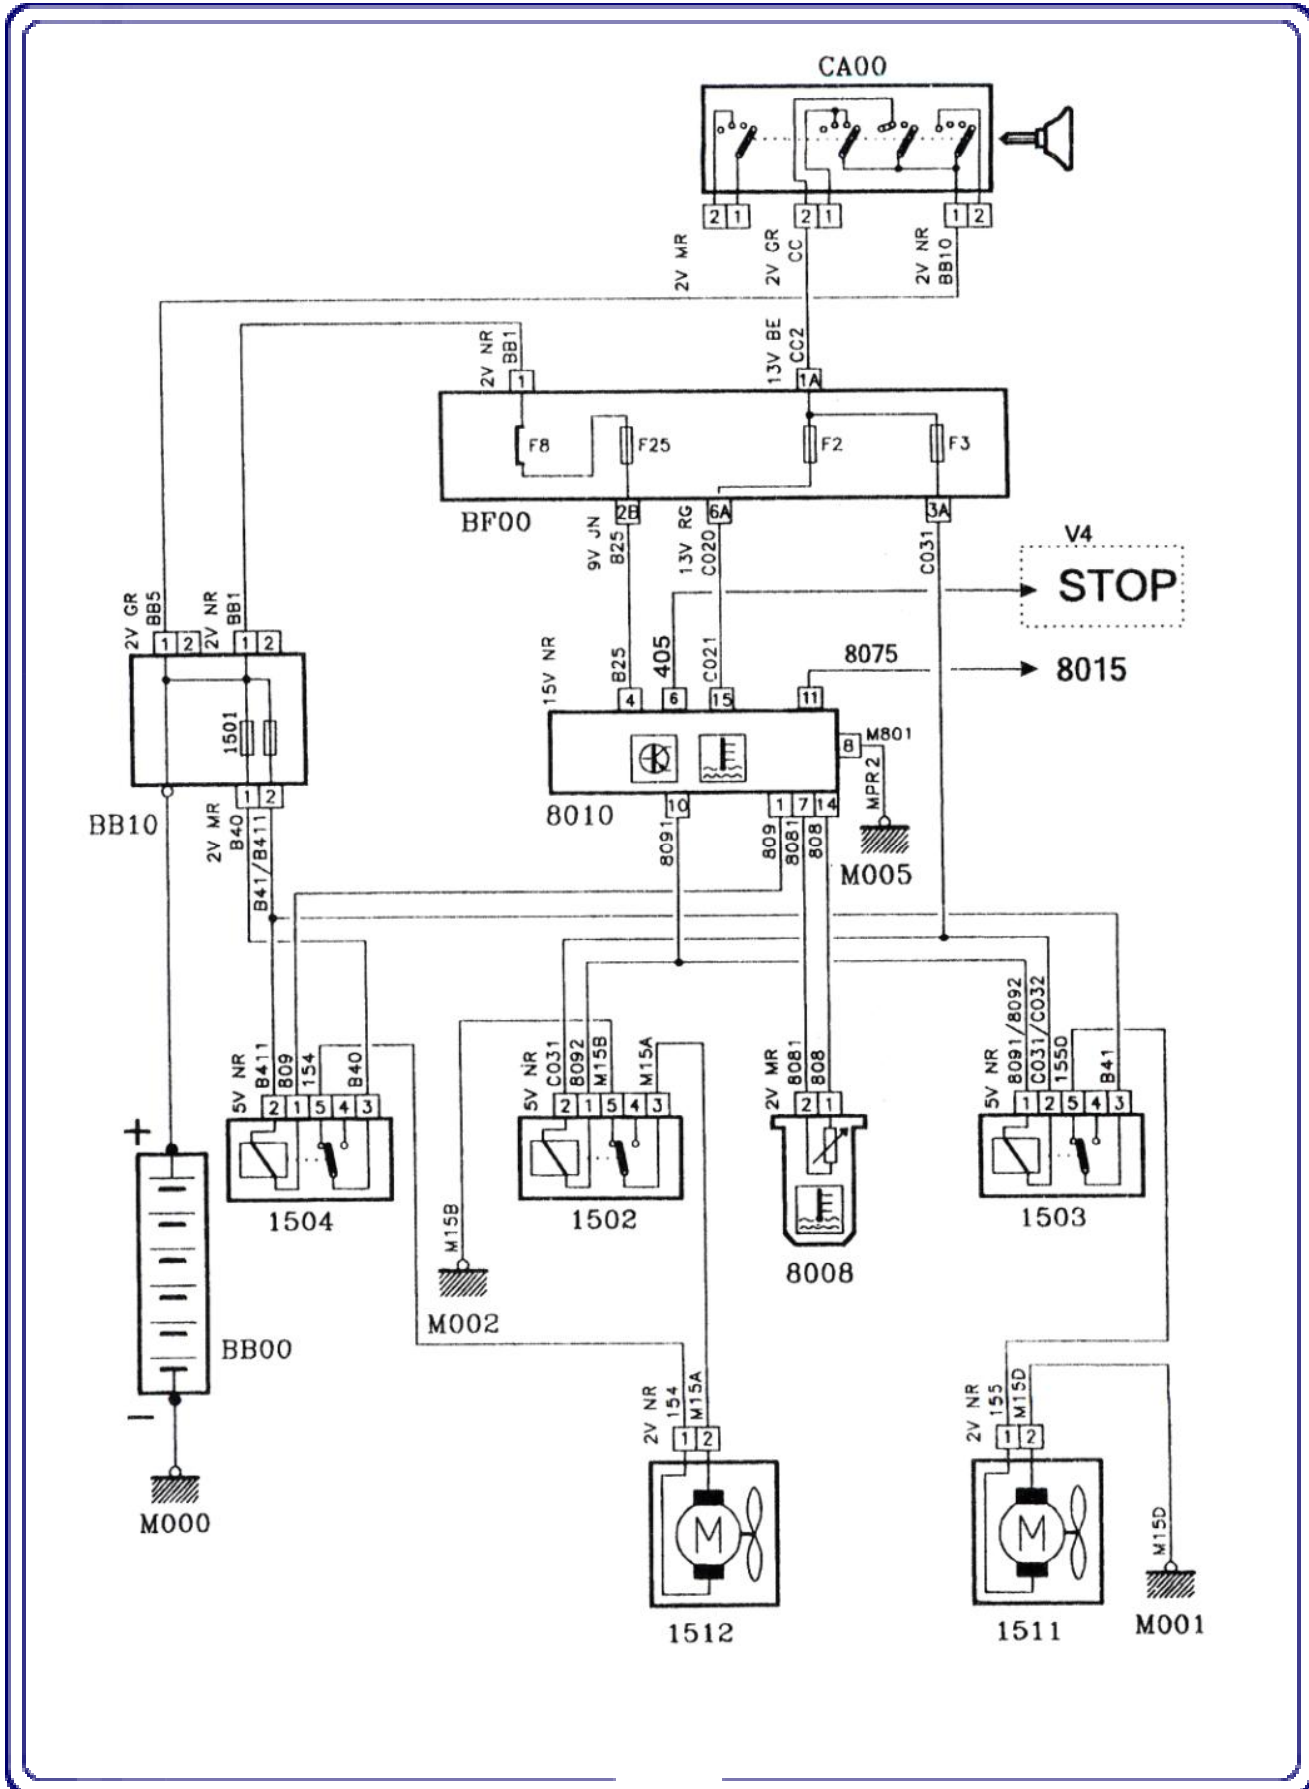 CA00
2 1
2 1
1 2
2V MR
2V GR
CC
2V NR
BB10
2V NR
BB1
13V BE
CC2
1
1A
F8
F25
F2
F3
BF00
2B
6A
3A
9V JN
B25
13V RG
C020
C031
V4
STOP
2V GR
BB5
2V NR
BB1
1 2
1 2
15V NR
B25
405
C021
8075
8015
4
6
15
11
1501
8
M801
MPR2
BB10
1 2
2V MR
B40
B41/B411
8010
10
1 7 14
8091
809
8081
808
M005
5V NR
B411
809
154
B40
5V NR
C031
8092
M15B
M15A
2V MR
8081
808
5V NR
8091/8092
C031/C032
1550
B41
2 1 5 4 3
2 1 5 4 3
2 1
1 2 5 4 3
+
1504
1502
8008
1503
M15B
M002
BB00
−
M000
2V NR
154
M15A
1 2
M
1512
2V NR
155
M15D
1 2
M
1511
M15D
M001